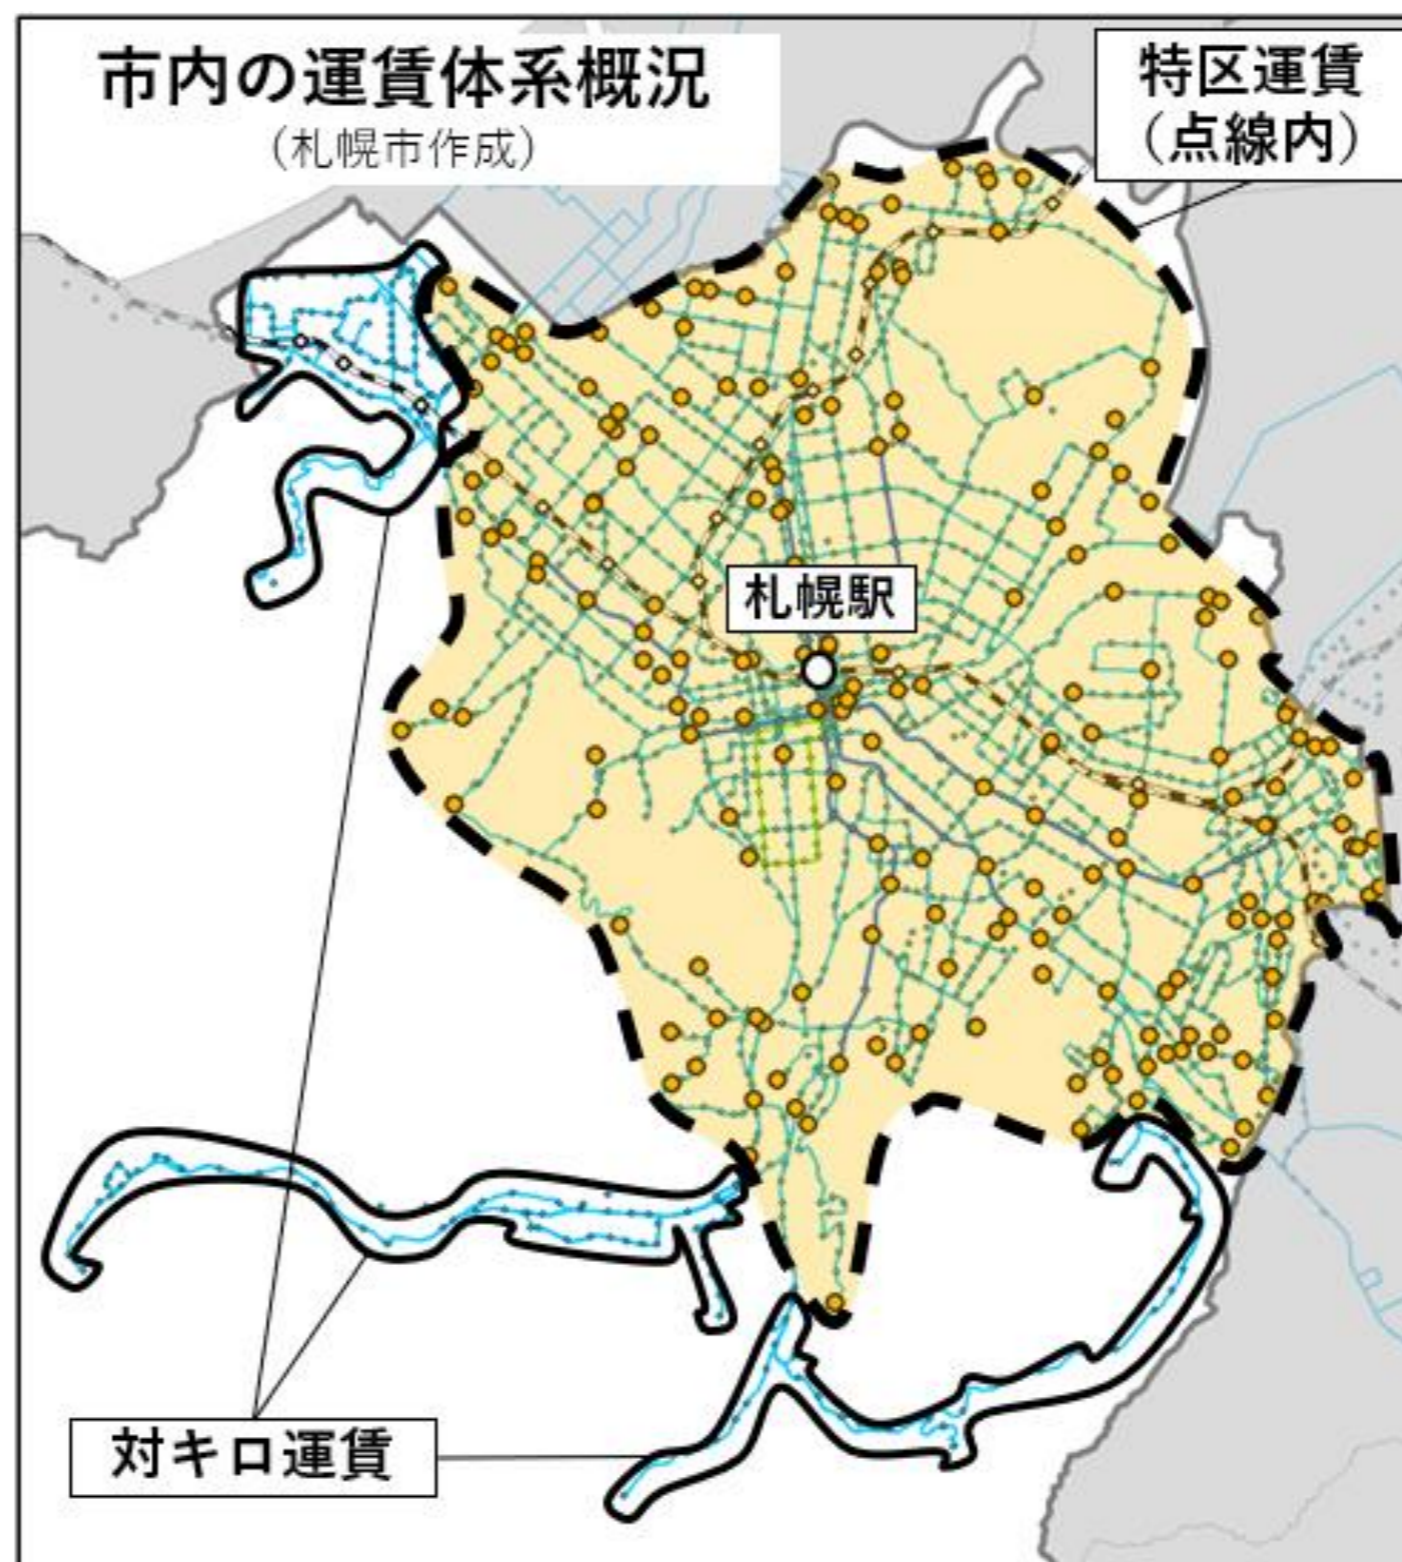 市内の運賃体系概況
（札幌市作成）
特区運賃
（点線内）
札幌駅
対キロ運賃